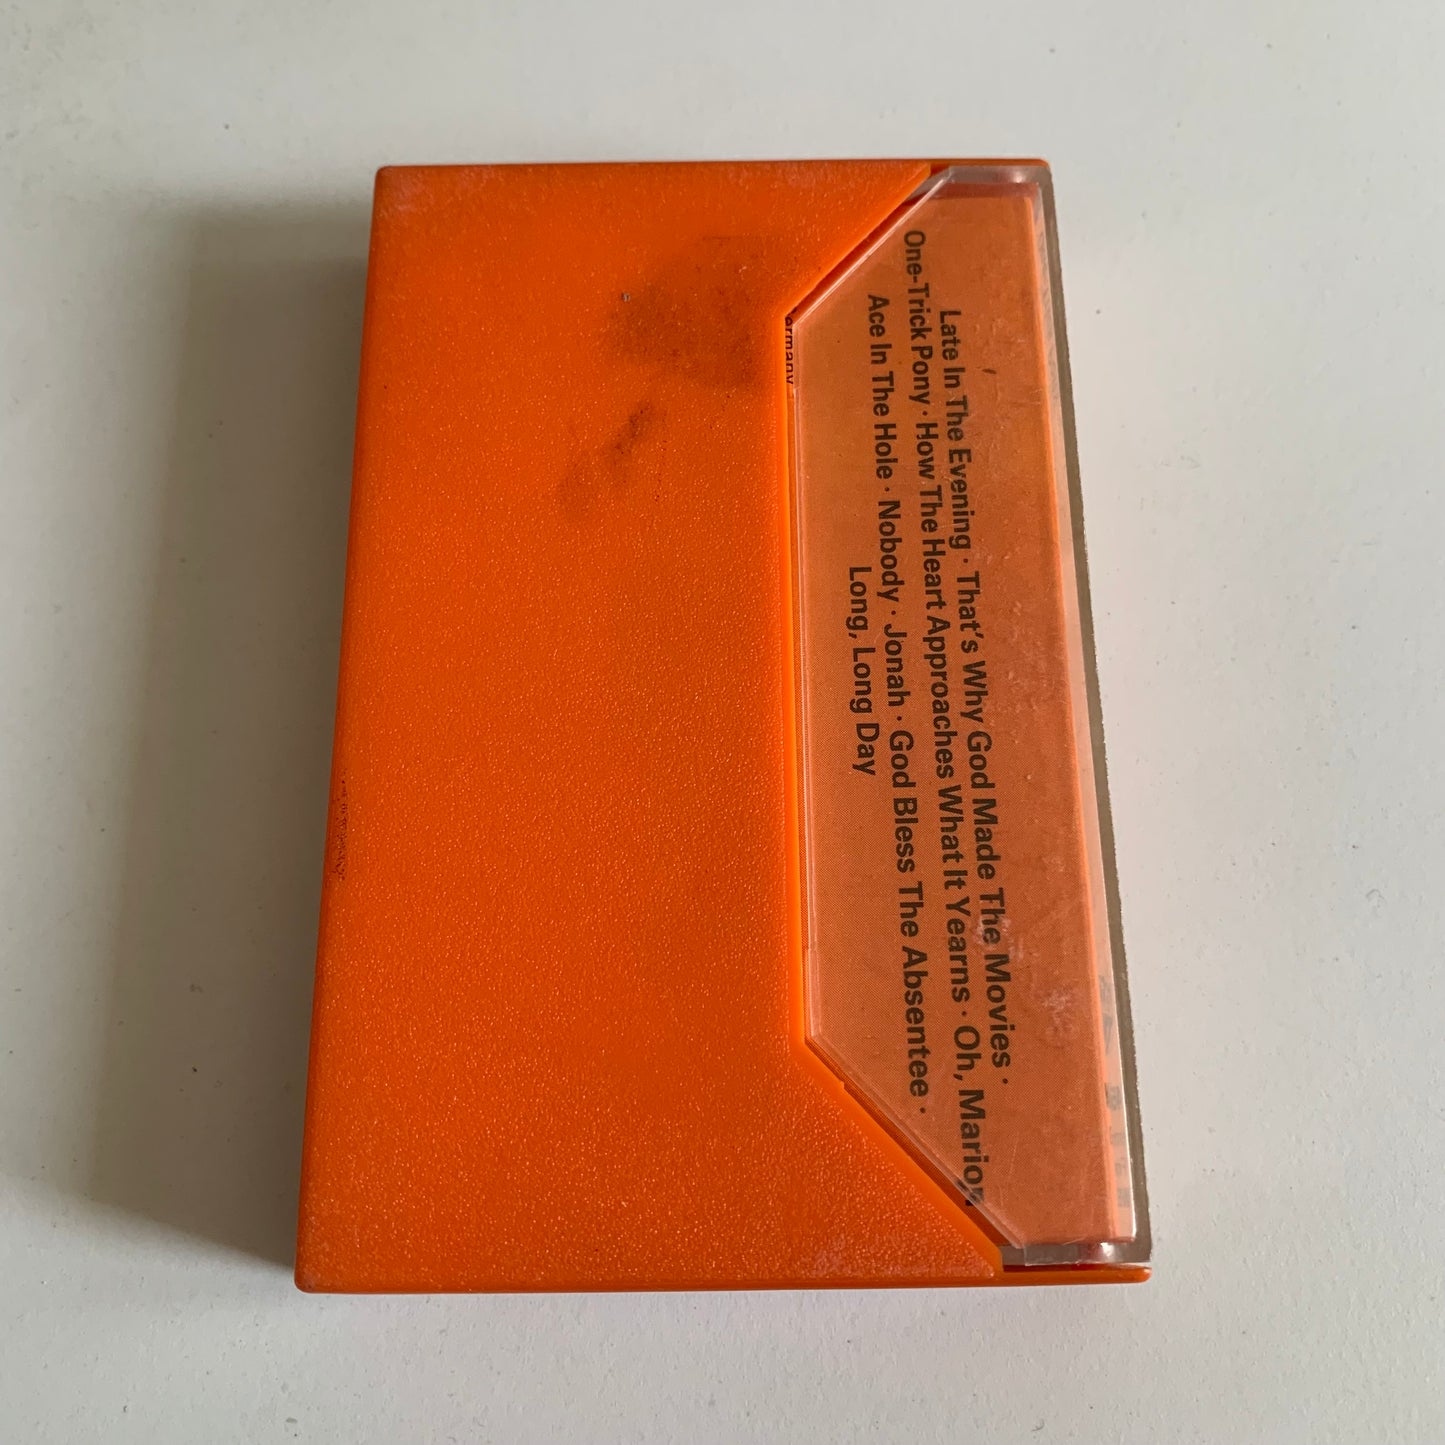 Late In The Evening · That's Why God Made The Movies ·
One-Trick Pony · How The Heart Approaches What It Yearns · Oh, Marion
Ace In The Hole · Nobody · Jonah · God Bless The Absentee ·
Long, Long Day
ermany